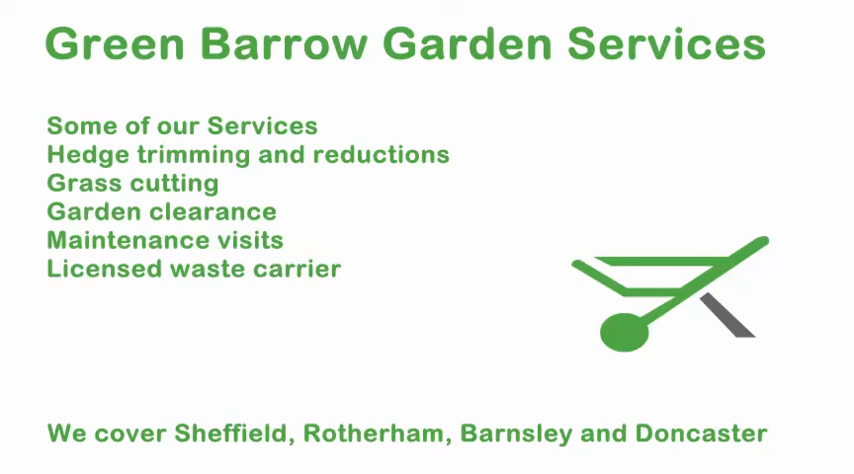 Green Barrow Garden Services
Some of our Services
Hedge trimming and reductions
Grass cutting
Garden clearance
Maintenance visits
Licensed waste carrier
We cover Sheffield, Rotherham, Barnsley and Doncaster